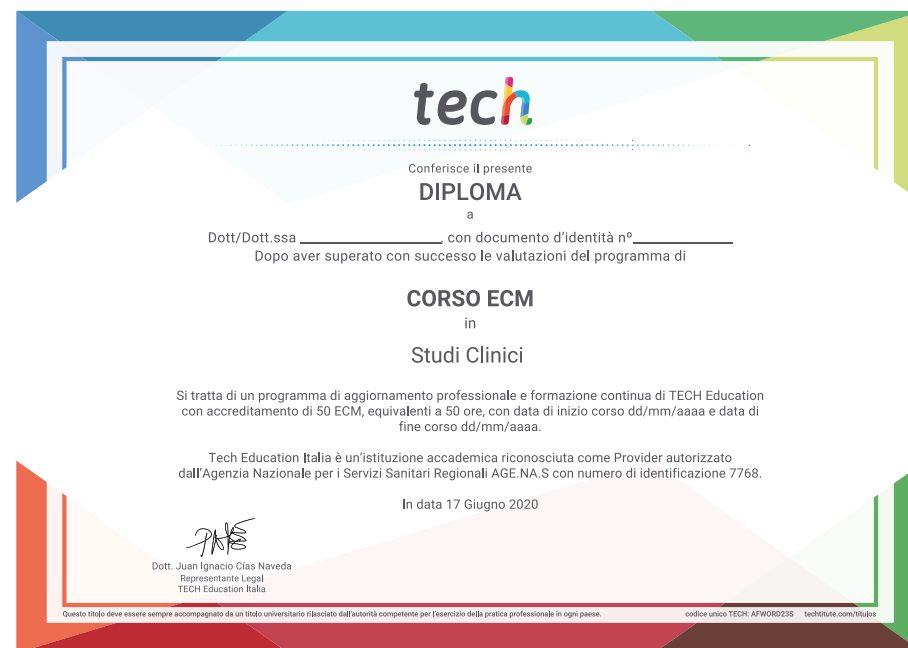 tech
Conferisce il presente
DIPLOMA
a
Dott/Dott.ssa ____________________, con documento d'identità nº______________
Dopo aver superato con successo le valutazioni del programma di
CORSO ECM
in
Studi Clinici
Si tratta di un programma di aggiornamento professionale e formazione continua di TECH Education
con accreditamento di 50 ECM, equivalenti a 50 ore, con data di inizio corso dd/mm/aaaa e data di
fine corso dd/mm/aaaa.
Tech Education Italia è un'istituzione accademica riconosciuta come Provider autorizzato
dall'Agenzia Nazionale per i Servizi Sanitari Regionali AGE.NA.S con numero di identificazione 7768.
In data 17 Giugno 2020
Dott. Juan Ignacio Cías Naveda
Representante Legal
TECH Education Italia
Questo titolo deve essere sempre accompagnato da un titolo universitario rilasciato dall'autorità competente per l'esercizio della pratica professionale in ogni paese. codice unico TECH: AFWORD23S techtitute.com/títulos